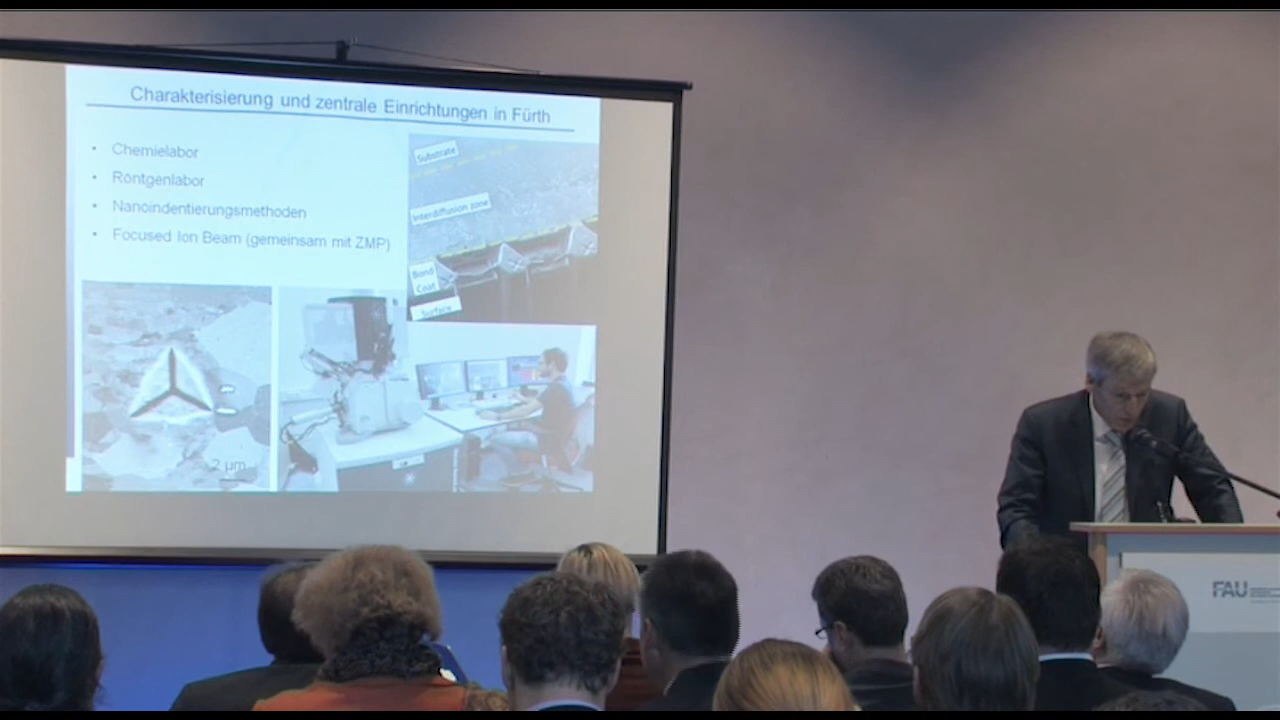 Charakterisierung und zentrale Einrichtungen in Fürth
• Chemielabor
• Röntgenlabor
• Nanoindentierungsmethoden
• Focused Ion Beam (gemeinsam mit ZMP)
Substrate
Interdiffusion zone
Bond
Coat
Surface
2 µm
FAU